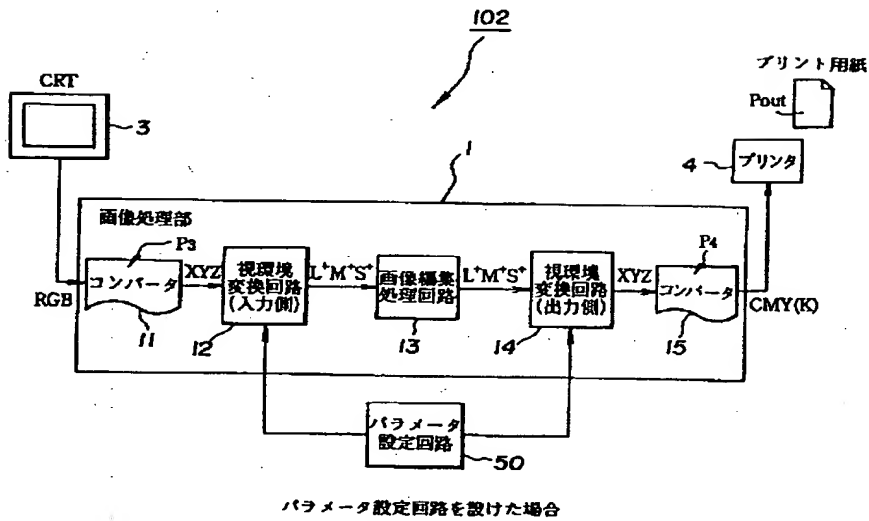 102
CRT
3
プリント用紙
Pout
4
プリンタ
1
画像処理部
P3
コンバータ
11
RGB
XYZ
視環境
変換回路
(入力側)
12
L⁺M⁺S⁺
画像編集
処理回路
13
L⁺M⁺S⁺
視環境
変換回路
(出力側)
14
XYZ
P4
コンバータ
15
CMY(K)
パラメータ
設定回路
50
パラメータ設定回路を設けた場合